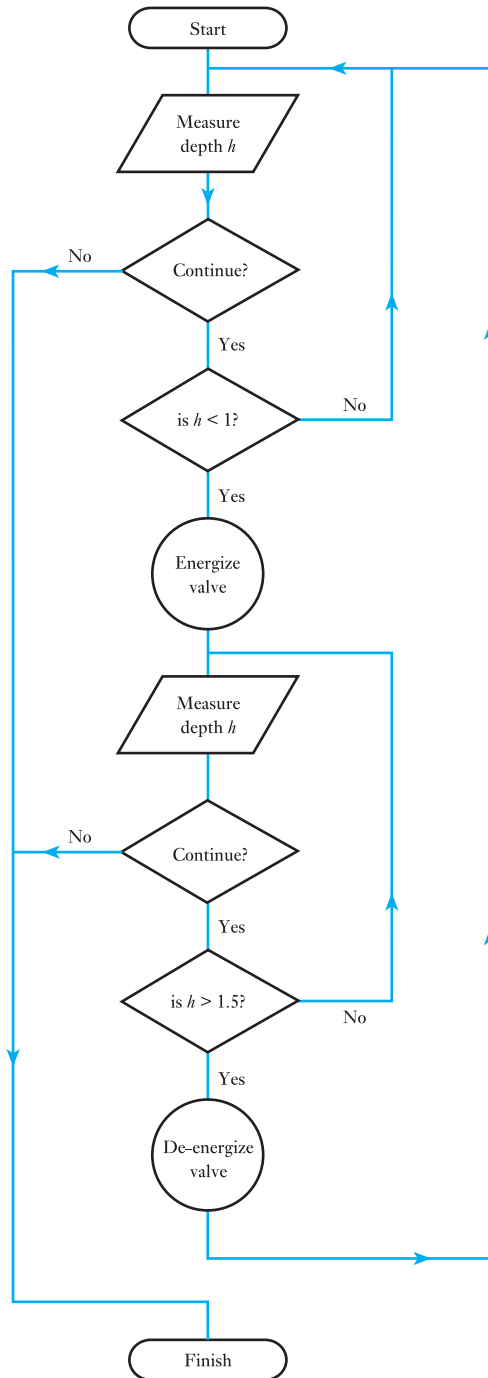 Start
Measure
depth h
No
Continue?
Yes
is h < 1?
No
Yes
Energize
valve
Measure
depth h
No
Continue?
Yes
is h > 1.5?
No
Yes
De–energize
valve
Finish